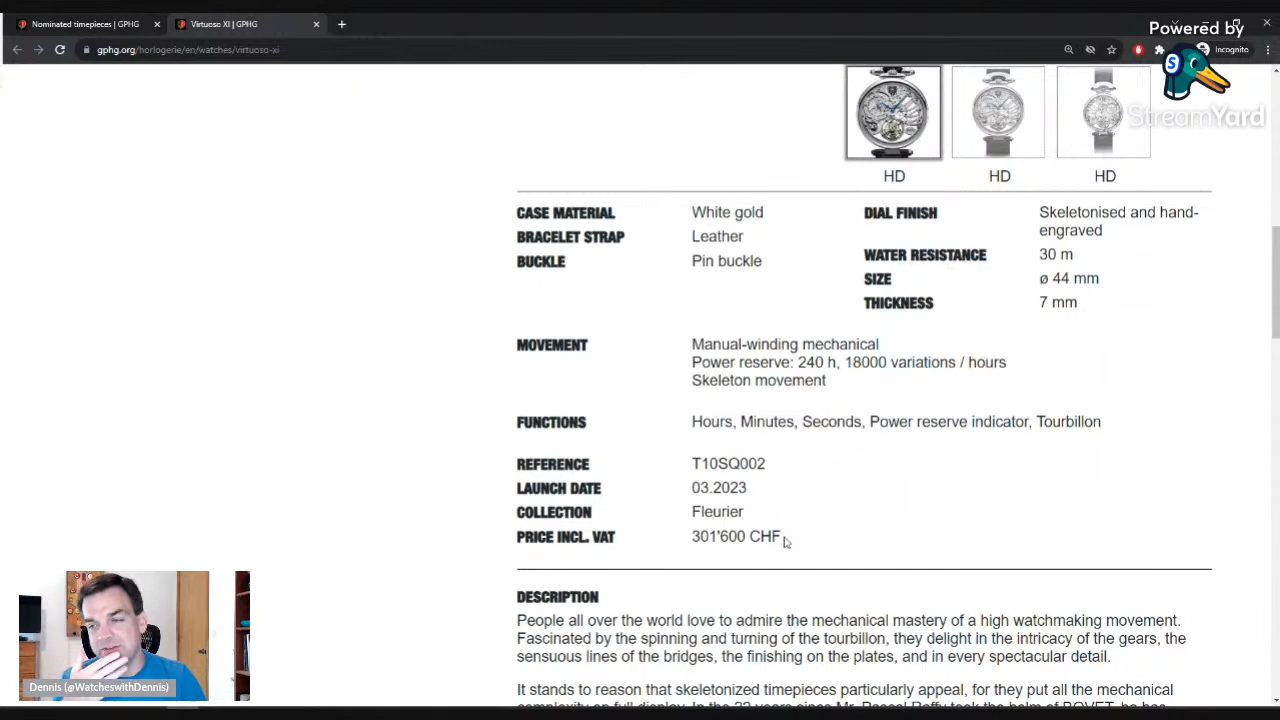 Nominated timepieces | GPHG
Virtuoso XI | GPHG
Powered by
gphg.org/horlogerie/en/watches/virtuoso-xi
Incognito
StreamYard
HD
HD
HD
CASE MATERIAL White gold
BRACELET STRAP Leather
BUCKLE Pin buckle
DIAL FINISH Skeletonised and hand-
engraved
WATER RESISTANCE 30 m
SIZE ø 44 mm
THICKNESS 7 mm
MOVEMENT Manual-winding mechanical
Power reserve: 240 h, 18000 variations / hours
Skeleton movement
FUNCTIONS Hours, Minutes, Seconds, Power reserve indicator, Tourbillon
REFERENCE T10SQ002
LAUNCH DATE 03.2023
COLLECTION Fleurier
PRICE INCL. VAT 301'600 CHF
DESCRIPTION
People all over the world love to admire the mechanical mastery of a high watchmaking movement.
Fascinated by the spinning and turning of the tourbillon, they delight in the intricacy of the gears, the
sensuous lines of the bridges, the finishing on the plates, and in every spectacular detail.
It stands to reason that skeletonized timepieces particularly appeal, for they put all the mechanical
Dennis (@WatcheswithDennis)